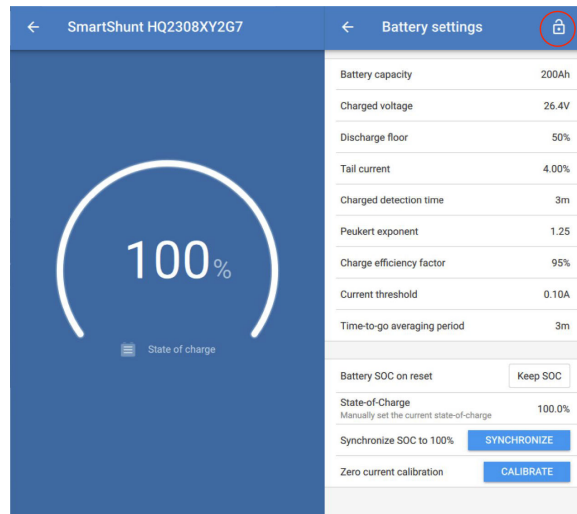 SmartShunt HQ2308XY2G7
100%
State of charge
Battery settings
Battery capacity 200Ah
Charged voltage 26.4V
Discharge floor 50%
Tail current 4.00%
Charged detection time 3m
Peukert exponent 1.25
Charge efficiency factor 95%
Current threshold 0.10A
Time-to-go averaging period 3m
Battery SOC on reset Keep SOC
State-of-Charge 100.0%
Manually set the current state-of-charge
Synchronize SOC to 100% SYNCHRONIZE
Zero current calibration CALIBRATE